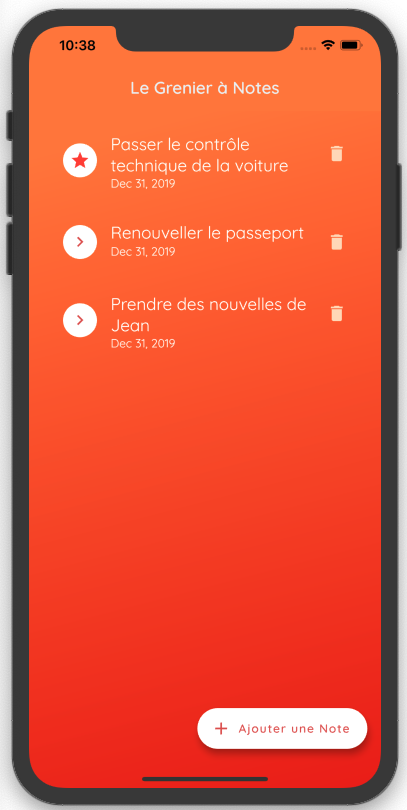 10:38
Le Grenier à Notes
Passer le contrôle
technique de la voiture
Dec 31, 2019
Renouveller le passeport
Dec 31, 2019
Prendre des nouvelles de
Jean
Dec 31, 2019
Ajouter une Note